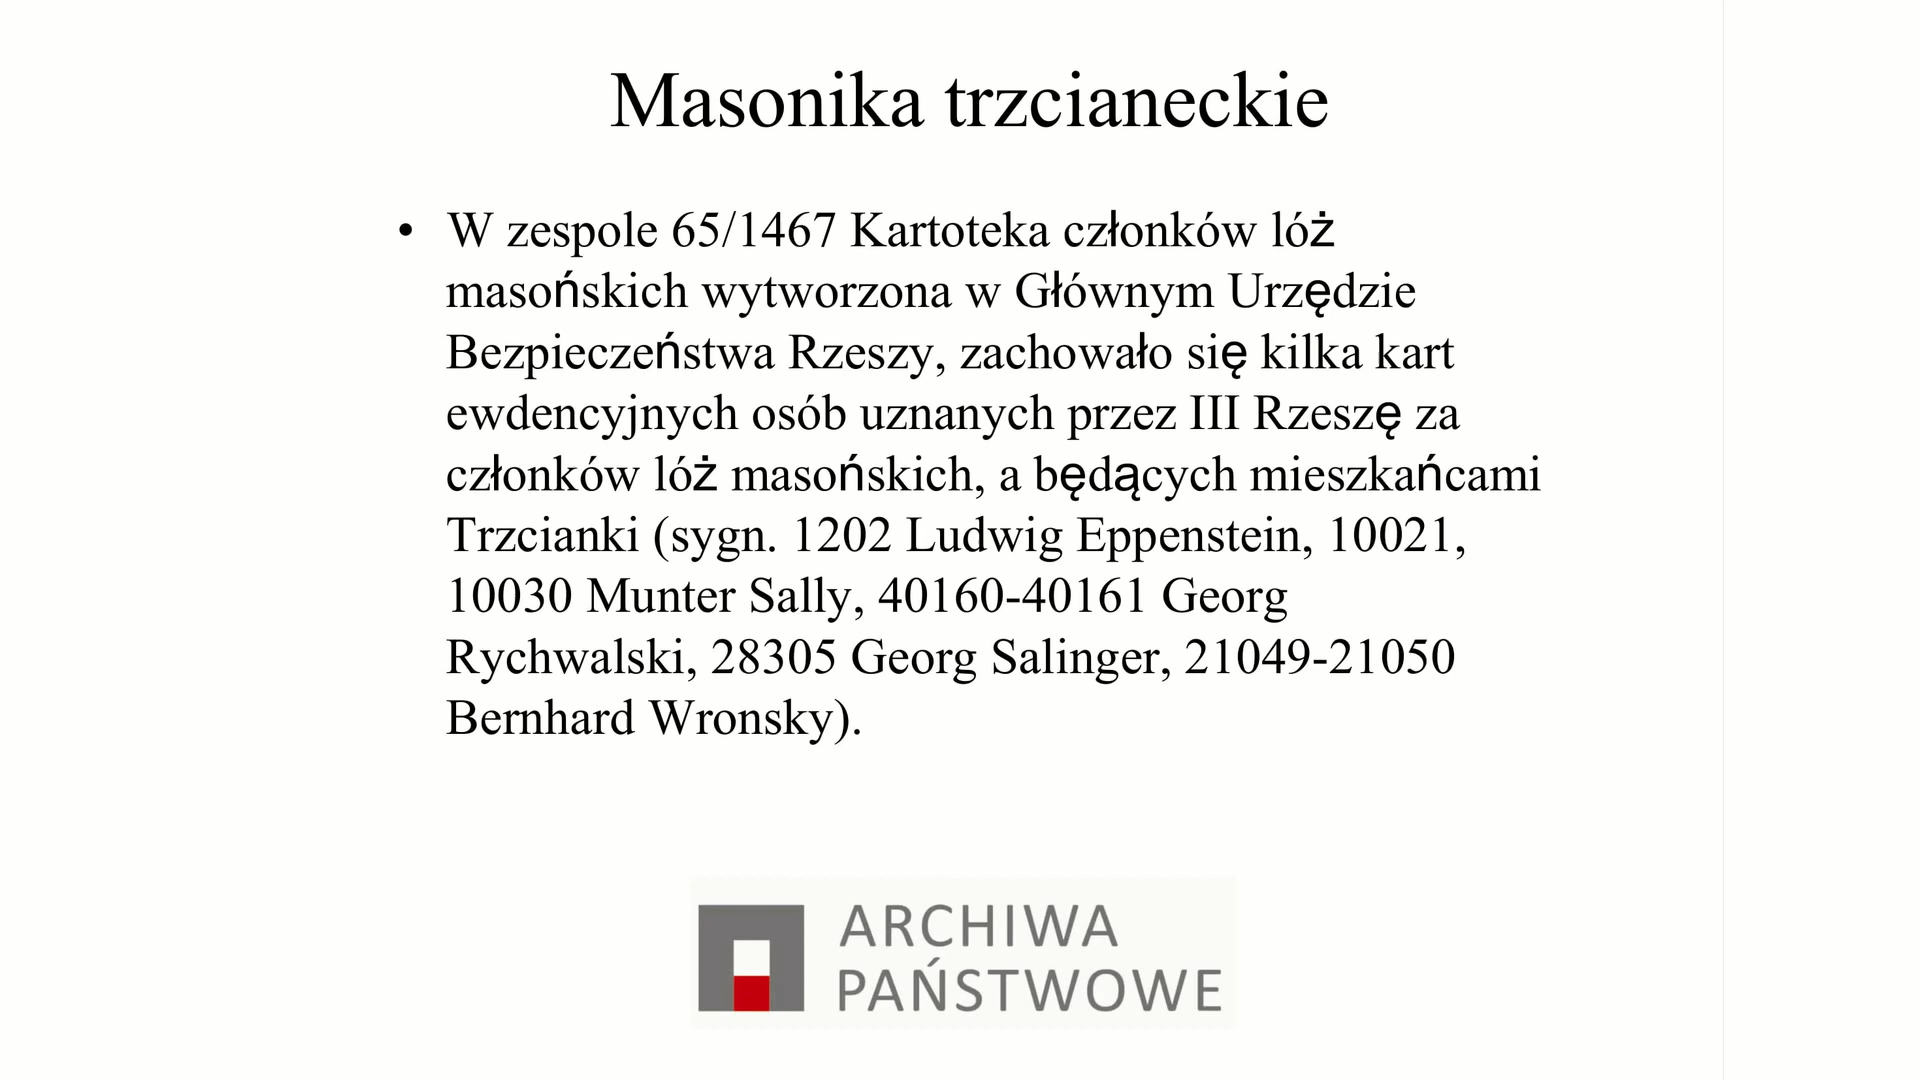 Masonika trzcianeckie
• W zespole 65/1467 Kartoteka członków lóż
masońskich wytworzona w Głównym Urzędzie
Bezpieczeństwa Rzeszy, zachowało się kilka kart
ewdencyjnych osób uznanych przez III Rzeszę za
członków lóż masońskich, a będących mieszkańcami
Trzcianki (sygn. 1202 Ludwig Eppenstein, 10021,
10030 Munter Sally, 40160-40161 Georg
Rychwalski, 28305 Georg Salinger, 21049-21050
Bernhard Wronsky).
ARCHIWA
PAŃSTWOWE